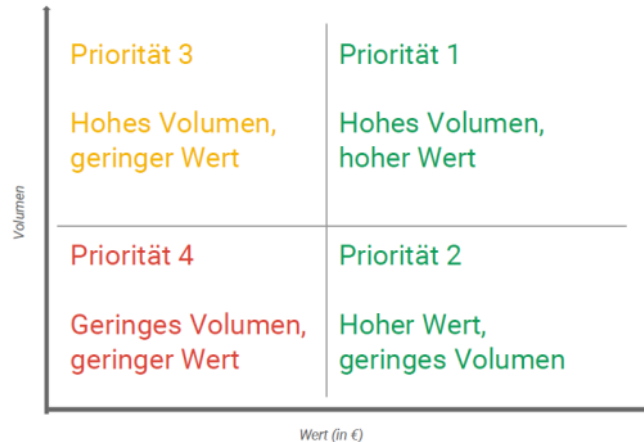 Priorität 3
Hohes Volumen,
geringer Wert
Priorität 1
Hohes Volumen,
hoher Wert
Volumen
Priorität 4
Geringes Volumen,
geringer Wert
Priorität 2
Hoher Wert,
geringes Volumen
Wert (in €)